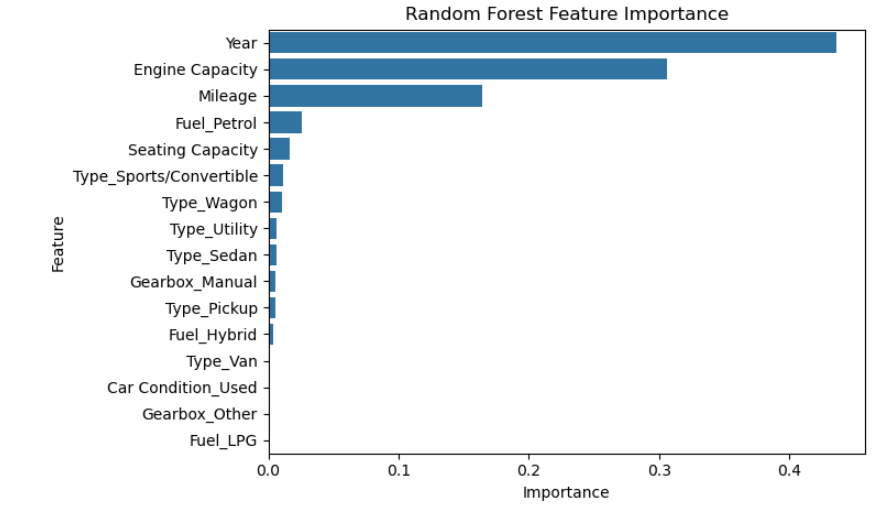 Random Forest Feature Importance
Year
Engine Capacity
Mileage
Fuel_Petrol
Seating Capacity
Type_Sports/Convertible
Type_Wagon
Type_Utility
Type_Sedan
Gearbox_Manual
Type_Pickup
Fuel_Hybrid
Type_Van
Car Condition_Used
Gearbox_Other
Fuel_LPG
Feature
0.0 0.1 0.2 0.3 0.4
Importance